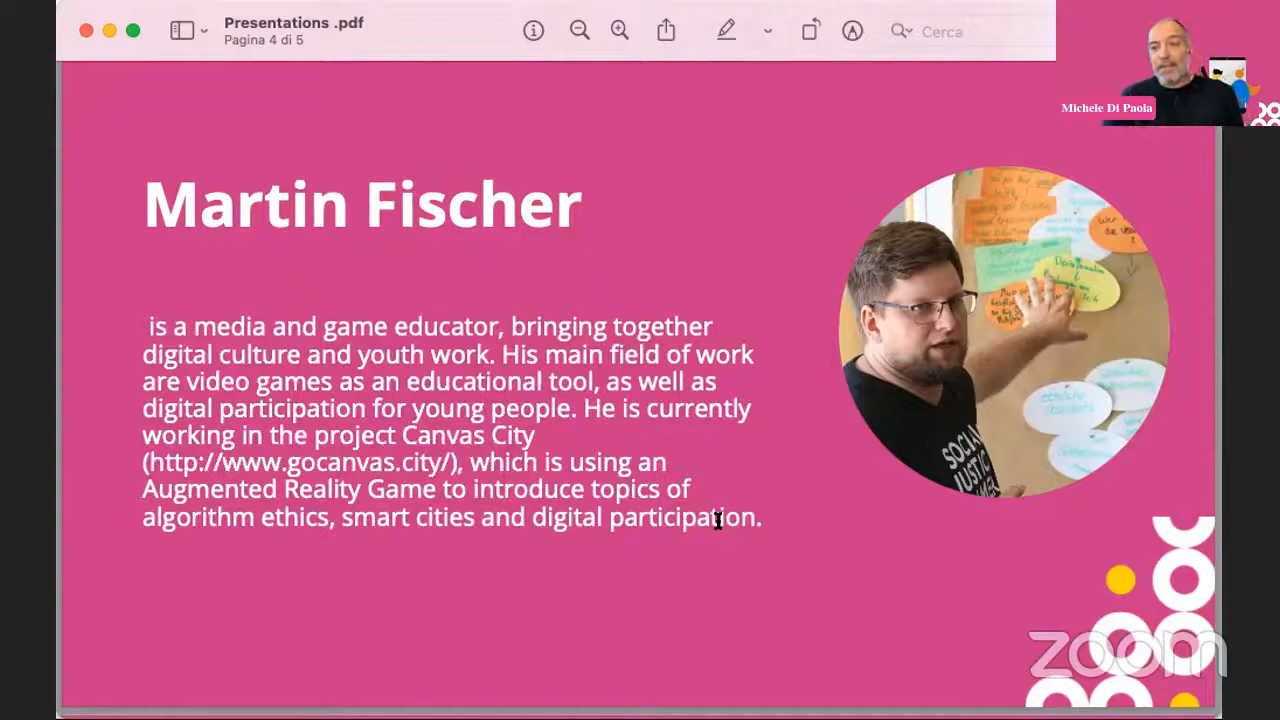 Presentations .pdf
Pagina 4 di 5
Cerca
Michele Di Paola
Martin Fischer
is a media and game educator, bringing together
digital culture and youth work. His main field of work
are video games as an educational tool, as well as
digital participation for young people. He is currently
working in the project Canvas City
(http://www.gocanvas.city/), which is using an
Augmented Reality Game to introduce topics of
algorithm ethics, smart cities and digital participation.
SOCIAL
JUSTICE
zoom